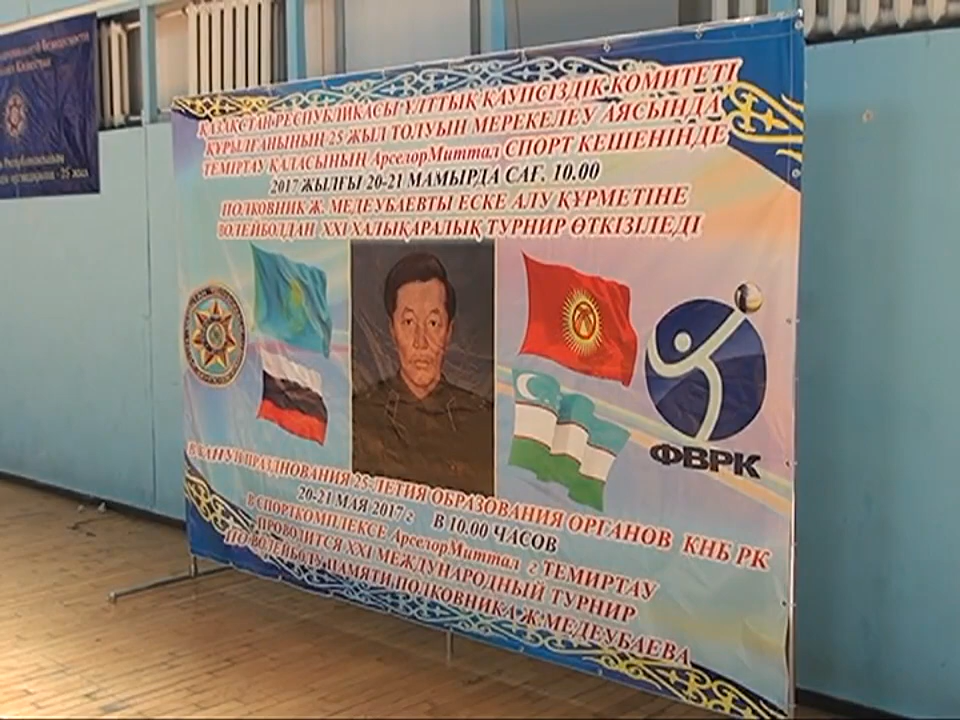 ҚАЗАҚСТАН РЕСПУБЛИКАСЫ ҰЛТТЫҚ ҚАУІПСІЗДІК КОМИТЕТІ
ҚҰРЫЛҒАНЫНЫҢ 25 ЖЫЛ ТОЛУЫН МЕРЕКЕЛЕУ АЯСЫНДА
ТЕМІРТАУ ҚАЛАСЫНЫҢ АрселорМиттал СПОРТ КЕШЕНІНДЕ
2017 ЖЫЛҒЫ 20-21 МАМЫРДА САҒ. 10.00
ПОЛКОВНИК Ж. МЕДЕУБАЕВТЫ ЕСКЕ АЛУ ҚҰРМЕТІНЕ
ВОЛЕЙБОЛДАН XXI ХАЛЫҚАРАЛЫҚ ТУРНИР ӨТКІЗІЛЕДІ
ФВРК
В КАНУН ПРАЗДНОВАНИЯ 25-ЛЕТИЯ ОБРАЗОВАНИЯ ОРГАНОВ КНБ РК
20-21 МАЯ 2017 г В 10.00 ЧАСОВ
В СПОРТКОМПЛЕКСЕ АрселорМиттал г ТЕМИРТАУ
ПРОВОДИТСЯ XXI МЕЖДУНАРОДНЫЙ ТУРНИР
ПО ВОЛЕЙБОЛУ ПАМЯТИ ПОЛКОВНИКА Ж.МЕДЕУБАЕВА